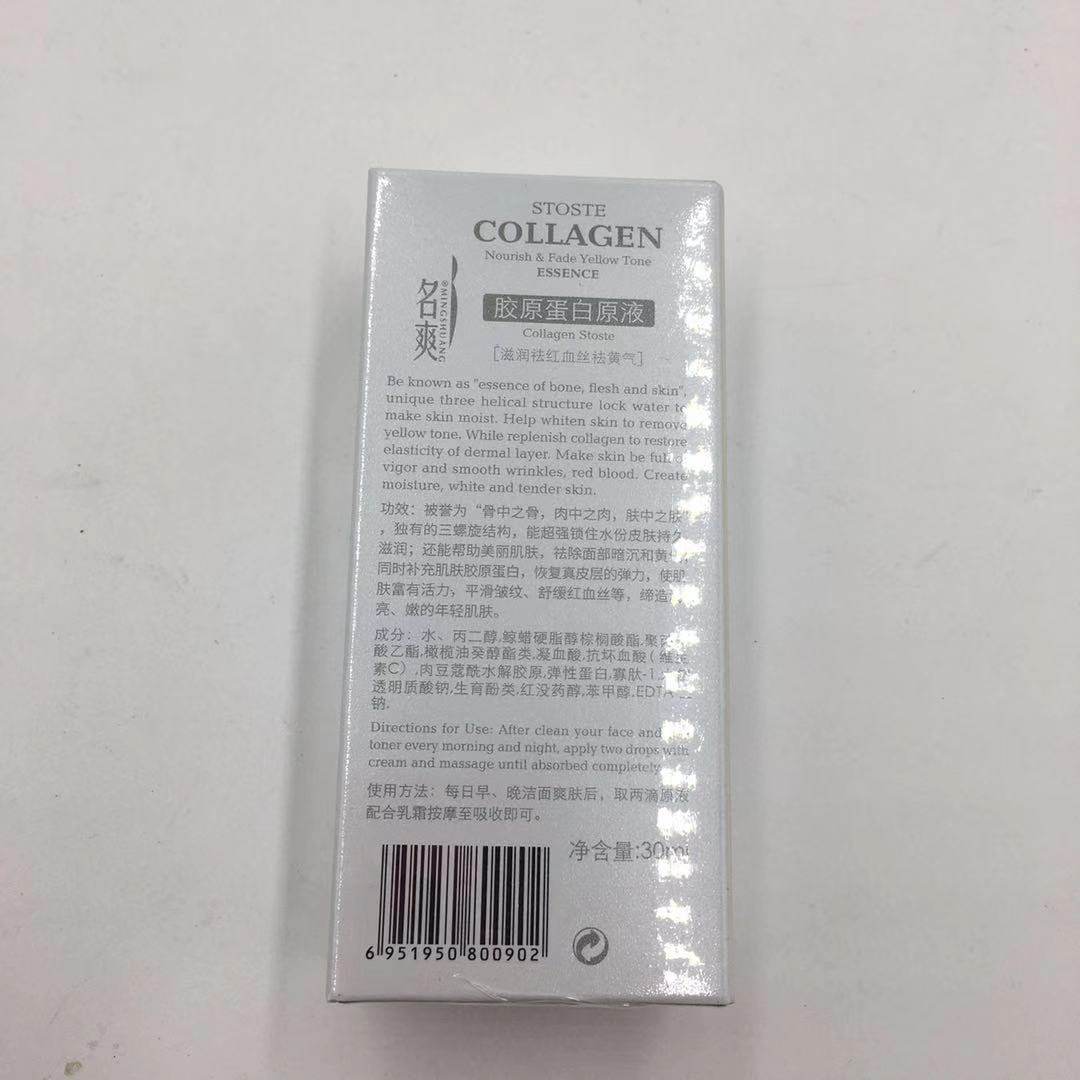 STOSTE
COLLAGEN
Nourish & Fade Yellow Tone
ESSENCE
名爽
®MINGSHUANG
胶原蛋白原液
Collagen Stoste
[滋润祛红血丝祛黄气]
Be known as "essence of bone, flesh and skin",
unique three helical structure lock water to
make skin moist. Help whiten skin to remove
yellow tone. While replenish collagen to restore
elasticity of dermal layer. Make skin be full
vigor and smooth wrinkles, red blood. Create
moisture, white and tender skin.
功效：被誉为“骨中之骨，肉中之肉，肤中之肤
，独有的三螺旋结构，能超强锁住水份皮肤持久
滋润；还能帮助美丽肌肤，祛除面部暗沉和黄
同时补充肌肤胶原蛋白，恢复真皮层的弹力，使肌
肤富有活力；平滑皱纹、舒缓红血丝等，缔造
亮、嫩的年轻肌肤。
成分：水、丙二醇,鲸蜡硬脂醇棕榈酸酯,聚丙
酸乙酯,橄榄油癸醇酯类,凝血酸,抗坏血酸(维生
素C),肉豆蔻酰水解胶原,弹性蛋白,寡肽-1,
透明质酸钠,生育酚类,红没药醇,苯甲醇,EDTA
钠.
Directions for Use: After clean your face and
toner every morning and night, apply two drops with
cream and massage until absorbed completely
使用方法：每日早、晚洁面爽肤后，取两滴原液
配合乳霜按摩至吸收即可。
净含量:30ml
6 951950 800902